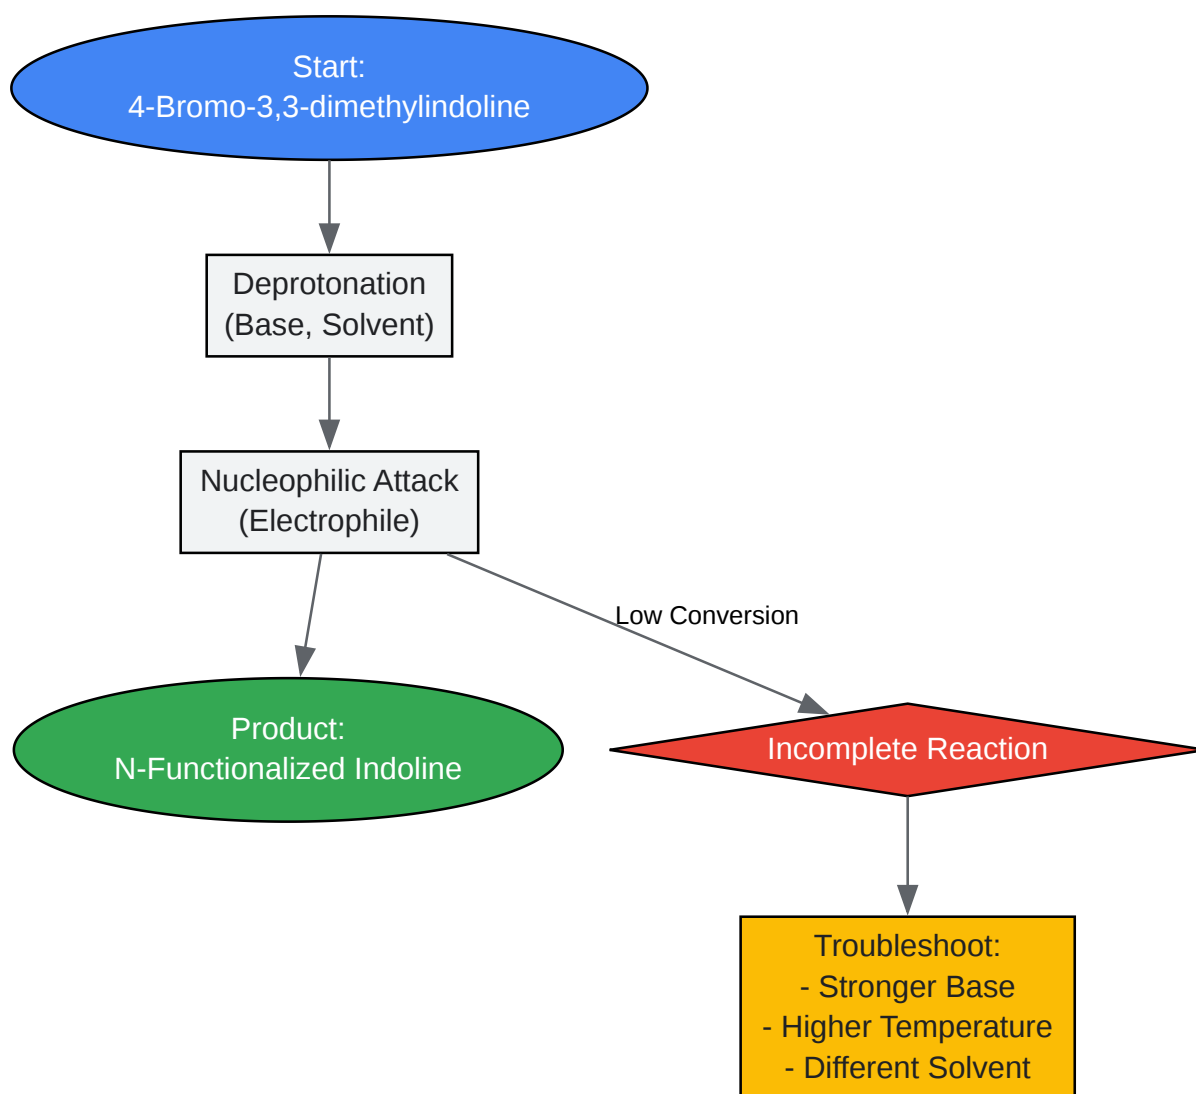 Start:
4-Bromo-3,3-dimethylindoline
Deprotonation
(Base, Solvent)
Nucleophilic Attack
(Electrophile)
Low Conversion
Product:
N-Functionalized Indoline
Incomplete Reaction
Troubleshoot:
- Stronger Base
- Higher Temperature
- Different Solvent